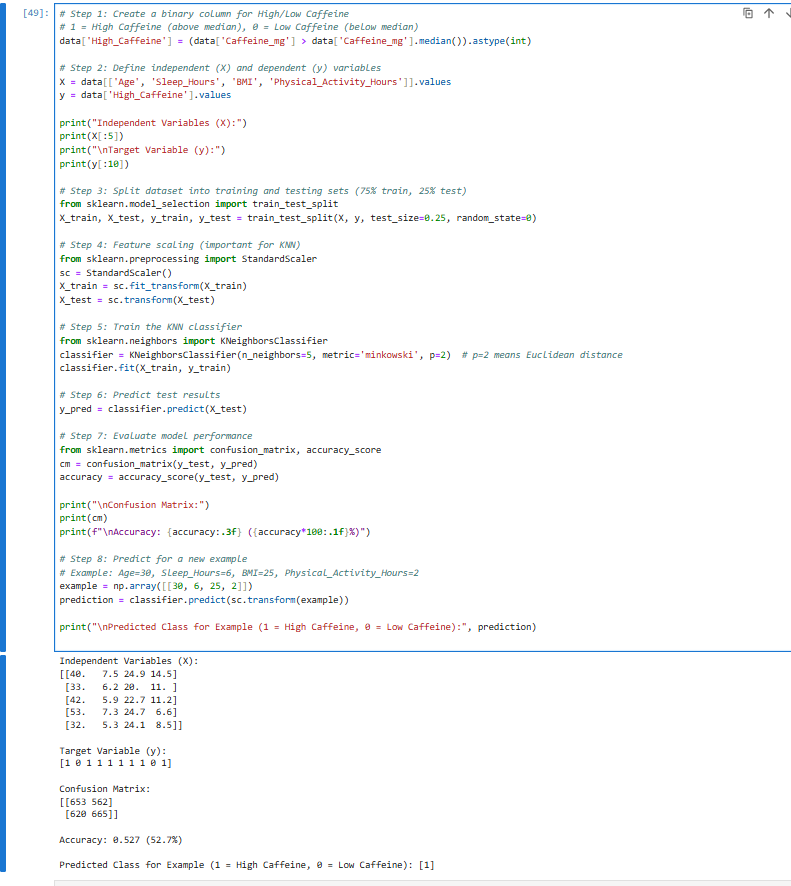 [49]:
# Step 1: Create a binary column for High/Low Caffeine
# 1 = High Caffeine (above median), 0 = Low Caffeine (below median)
data['High_Caffeine'] = (data['Caffeine_mg'] > data['Caffeine_mg'].median()).astype(int)
# Step 2: Define independent (X) and dependent (y) variables
X = data[['Age', 'Sleep_Hours', 'BMI', 'Physical_Activity_Hours']].values
y = data['High_Caffeine'].values
print("Independent Variables (X):")
print(X[:5])
print("\nTarget Variable (y):")
print(y[:10])
# Step 3: Split dataset into training and testing sets (75% train, 25% test)
from sklearn.model_selection import train_test_split
X_train, X_test, y_train, y_test = train_test_split(X, y, test_size=0.25, random_state=0)
# Step 4: Feature scaling (important for KNN)
from sklearn.preprocessing import StandardScaler
sc = StandardScaler()
X_train = sc.fit_transform(X_train)
X_test = sc.transform(X_test)
# Step 5: Train the KNN classifier
from sklearn.neighbors import KNeighborsClassifier
classifier = KNeighborsClassifier(n_neighbors=5, metric='minkowski', p=2)  # p=2 means Euclidean distance
classifier.fit(X_train, y_train)
# Step 6: Predict test results
y_pred = classifier.predict(X_test)
# Step 7: Evaluate model performance
from sklearn.metrics import confusion_matrix, accuracy_score
cm = confusion_matrix(y_test, y_pred)
accuracy = accuracy_score(y_test, y_pred)
print("\nConfusion Matrix:")
print(cm)
print(f"\nAccuracy: {accuracy:.3f} ({accuracy*100:.1f}%)")
# Step 8: Predict for a new example
# Example: Age=30, Sleep_Hours=6, BMI=25, Physical_Activity_Hours=2
example = np.array([[30, 6, 25, 2]])
prediction = classifier.predict(sc.transform(example))
print("\nPredicted Class for Example (1 = High Caffeine, 0 = Low Caffeine):", prediction)
Independent Variables (X):
[[40.   7.5 24.9 14.5]
 [33.   6.2 20.  11. ]
 [42.   5.9 22.7 11.2]
 [53.   7.3 24.7  6.6]
 [32.   5.3 24.1  8.5]]
Target Variable (y):
[1 0 1 1 1 1 1 1 0 1]
Confusion Matrix:
[[653 562]
 [620 665]]
Accuracy: 0.527 (52.7%)
Predicted Class for Example (1 = High Caffeine, 0 = Low Caffeine): [1]